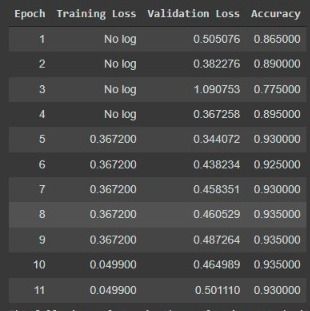 Epoch Training Loss Validation Loss Accuracy
1 No log 0.505076 0.865000
2 No log 0.382276 0.890000
3 No log 1.090753 0.775000
4 No log 0.367258 0.895000
5 0.367200 0.344072 0.930000
6 0.367200 0.438234 0.925000
7 0.367200 0.458351 0.930000
8 0.367200 0.460529 0.935000
9 0.367200 0.487264 0.935000
10 0.049900 0.464989 0.935000
11 0.049900 0.501110 0.930000